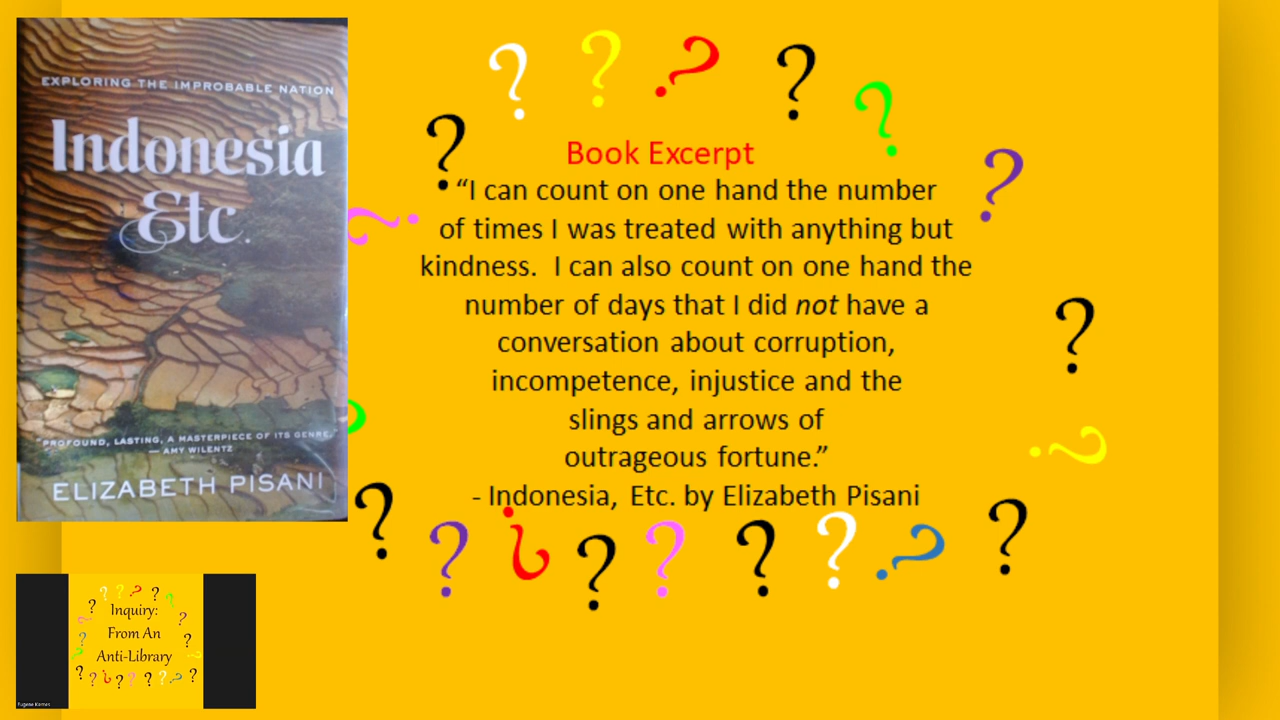 EXPLORING THE IMPROBABLE NATION
Indonesia
Etc.
"PROFOUND, LASTING, A MASTERPIECE OF ITS GENRE."
— AMY WILENTZ
ELIZABETH PISANI
Book Excerpt
“I can count on one hand the number
of times I was treated with anything but
kindness.  I can also count on one hand the
number of days that I did not have a
conversation about corruption,
incompetence, injustice and the
slings and arrows of
outrageous fortune.”
- Indonesia, Etc. by Elizabeth Pisani
Inquiry:
From An
Anti-Library